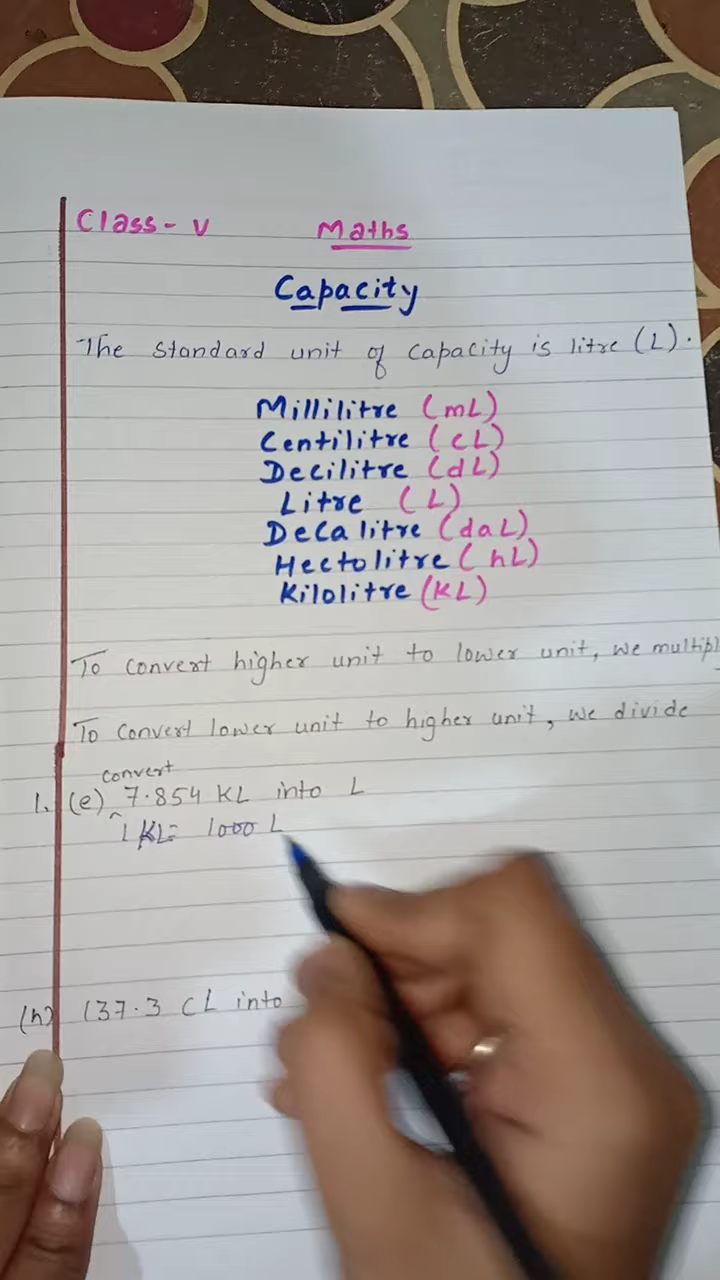 Class - V Maths
Capacity
The standard unit of capacity is litre (L).
Millilitre (mL)
Centilitre (cL)
Decilitre (dL)
Litre (L)
Decalitre (daL)
Hectolitre (hL)
Kilolitre (KL)
To convert higher unit to lower unit, we multipl
To convert lower unit to higher unit, we divide
convert
1. (e) 7.854 KL into L
1 KL = 1000 L
(h) 137.3 CL into